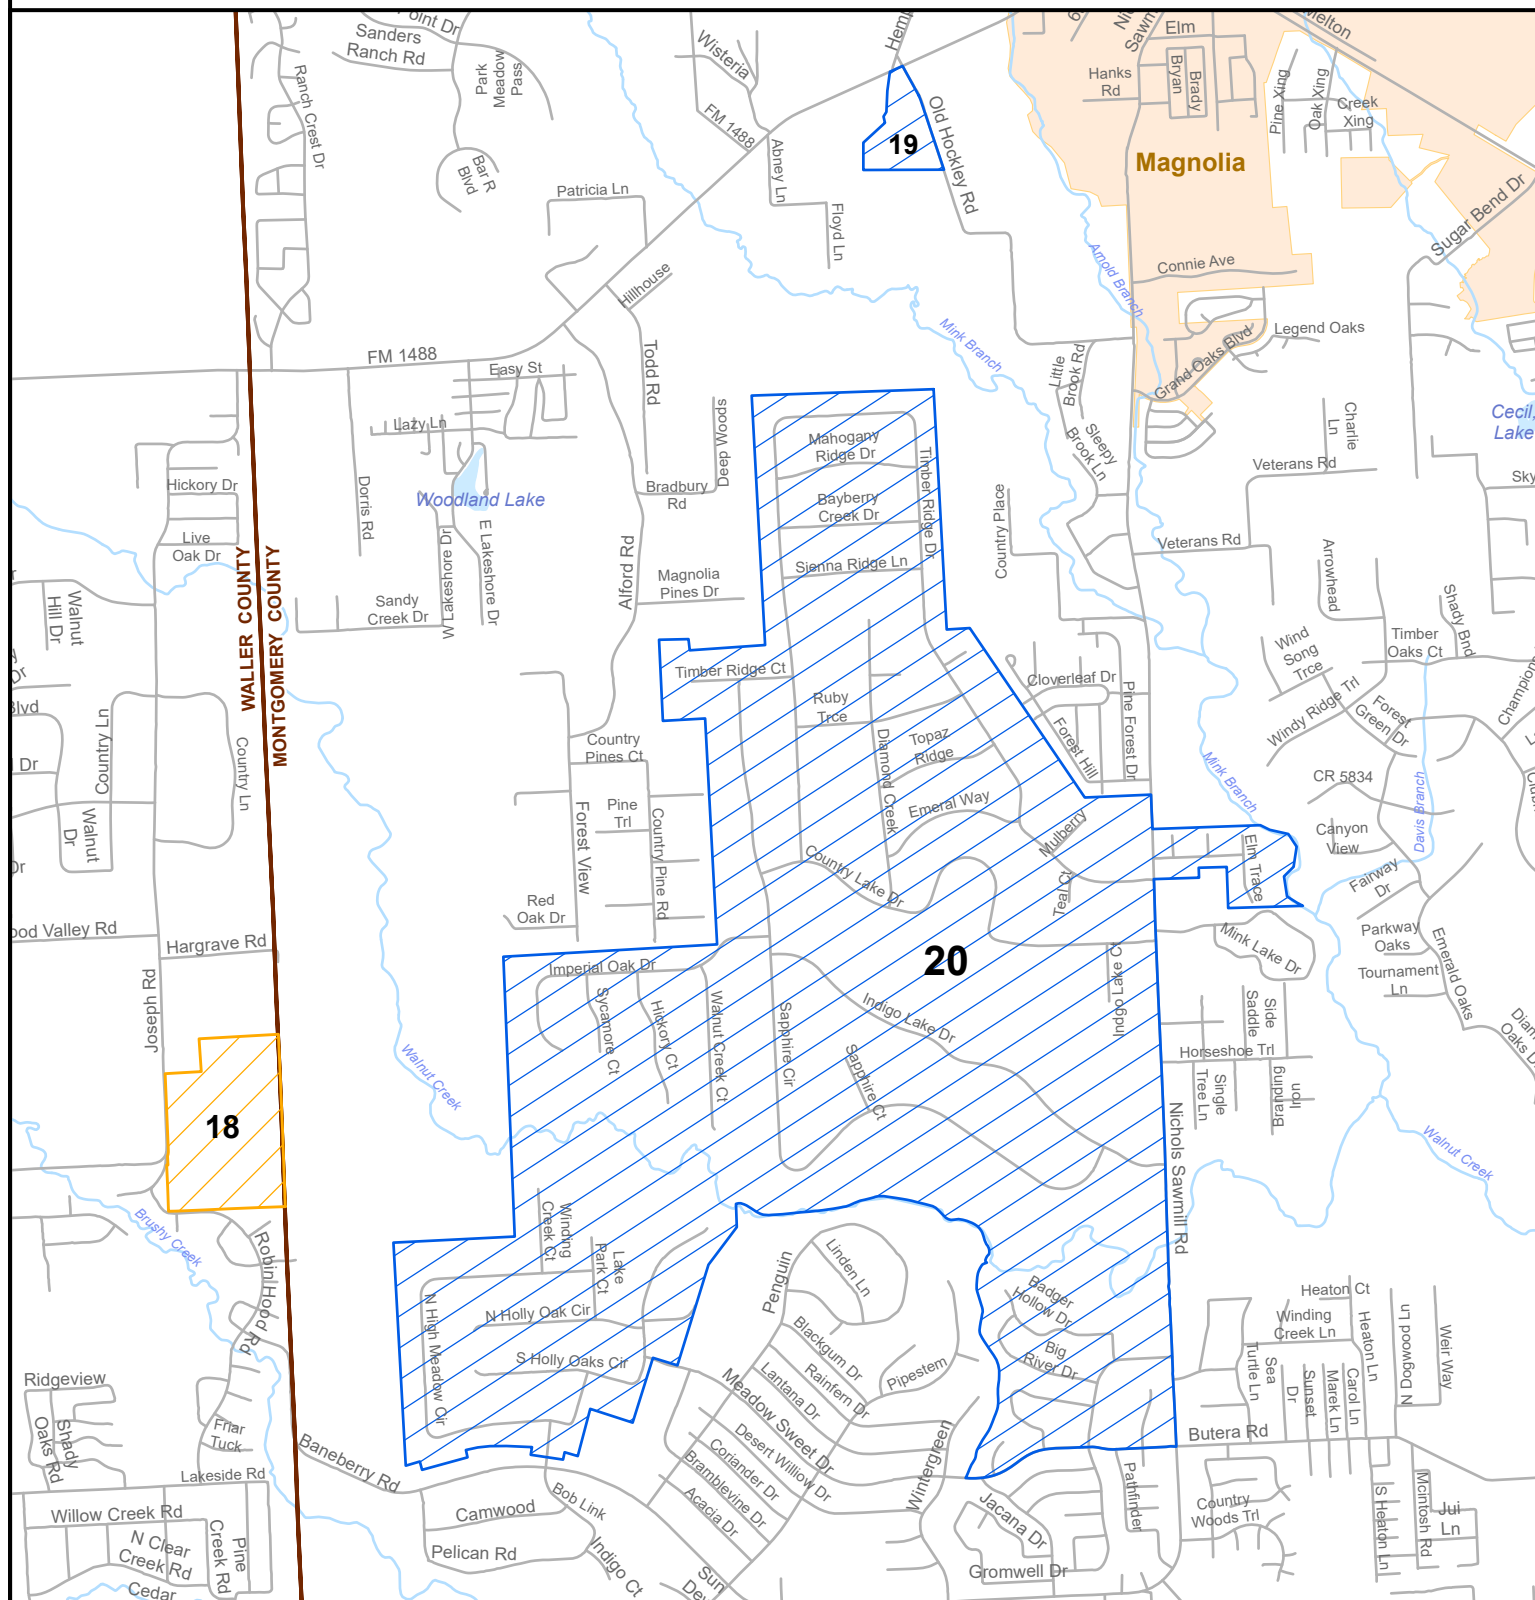 Point Dr
Sanders
Ranch Rd
Park
Meadow
Pass
Ranch Crest Dr
Bar R
Blvd
Wisteria
FM 1488
Abney Ln
Floyd Ln
Patricia Ln
Hillhouse
Old Hockley Rd
19
Elm
Hanks
Rd
Bryan
Brady
Pine Xing
Oak Xing
Creek
Xing
Melton
Magnolia
Sugar Bend Dr
Arnold Branch
Connie Ave
Mink Branch
Legend Oaks
Grand Oaks Blvd
FM 1488
Easy St
Todd Rd
Lazy Ln
Deep Woods
Little
Brook Rd
Sleepy
Brook Ln
Charlie
Ln
Cecil,
Lake
Mahogany
Ridge Dr
Timber Ridge Dr
Veterans Rd
Hickory Dr
Dorris Rd
Woodland Lake
Bradbury
Rd
Bayberry
Creek Dr
Country Place
Live
Oak Dr
E Lakeshore Dr
W Lakeshore Dr
Alford Rd
Veterans Rd
Sienna Ridge Ln
WALLER COUNTY
MONTGOMERY COUNTY
Magnolia
Pines Dr
Arrowhead
Walnut
Hill Dr
Sandy
Creek Dr
Shady Bnd
Timber
Oaks Ct
Wind
Song
Trce
Timber Ridge Ct
Cloverleaf Dr
Pine Forest Dr
Windy Ridge Trl
Forest
Green Dr
Ruby
Trce
Topaz
Ridge
Diamond Creek
Forest Hill
Country Ln
Country Ln
Country
Pines Ct
Mink Branch
CR 5834
Davis Branch
Emeral Way
Mulberry
Pine
Trl
Forest View
Country Pine Rd
Walnut
Dr
Canyon
View
Elm Trace
Country Lake Dr
Teal Ct
Fairway
Dr
Red
Oak Dr
Hargrave Rd
Mink Lake Dr
Parkway
Oaks
Emerald Oaks
Tournament
Ln
20
Imperial Oak Dr
Sycamore Ct
Hickory Ct
Walnut Creek Ct
Sapphire Cir
Indigo Lake Dr
Indgo Lake Ct
Sapphire Ct
Side
Saddle
Joseph Rd
Horseshoe Trl
Single
Tree Ln
Iron
Branding
Walnut Creek
18
Nichols Sawmill Rd
Walnut Creek
Brushy Creek
Robin Hood Rd
Winding
Creek Ct
Lake
Park Ct
Penguin
Linden Ln
Badger
Hollow Dr
Heaton Ct
Winding
Creek Ln
Heaton Ln
N Dogwood Ln
Weir Way
N High Meadow Cir
N Holly Oak Cir
S Holly Oaks Cir
Blackgum Dr
Rainfern Dr
Lantana Dr
Pipestem
Big
River Dr
Sea
Turtle Ln
Sunset
Dr
Marek Ln
Carol Ln
Ridgeview
Shady
Oaks Rd
Friar
Tuck
Meadow Sweet Dr
Desert Willow Dr
Coriander Dr
Bramblevine Dr
Acacia Dr
Wintergreen
Butera Rd
Lakeside Rd
Baneberry Rd
Pathfinder
Willow Creek Rd
Camwood
Bob Link
Jacana Dr
Country
Woods Trl
S Heaton Ln
Mcintosh Rd
Jui
Ln
N Clear
Creek Rd
Pine
Creek Rd
Pelican Rd
Indigo Ct
Sun
Gromwell Dr
Cedar